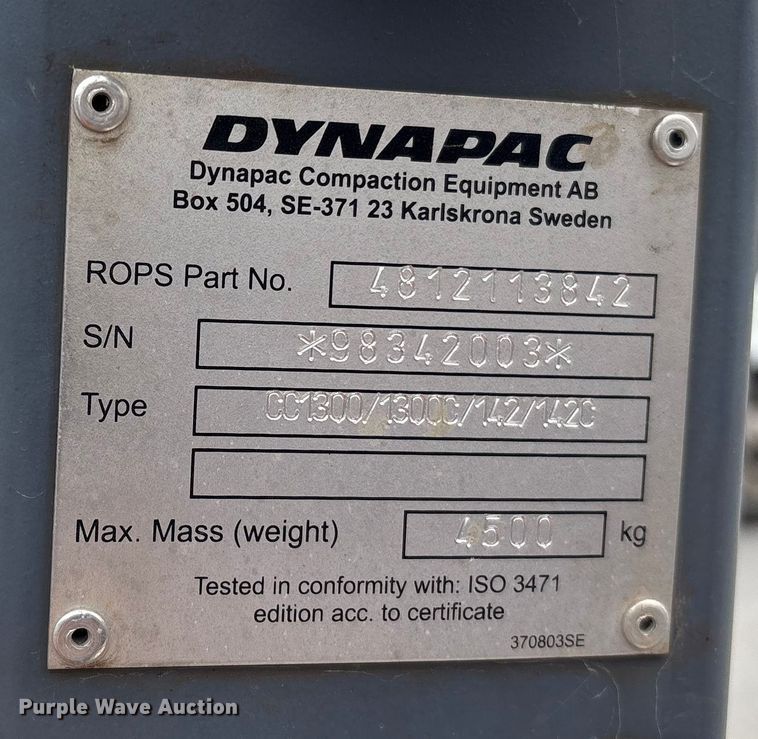 DYNAPAC
Dynapac Compaction Equipment AB
Box 504, SE-371 23 Karlskrona Sweden
ROPS Part No. 4812113842
S/N *98342003*
Type CC1300/1300C/142/142C
Max. Mass (weight) 4500 kg
Tested in conformity with: ISO 3471
edition acc. to certificate
370803SE
Purple Wave Auction